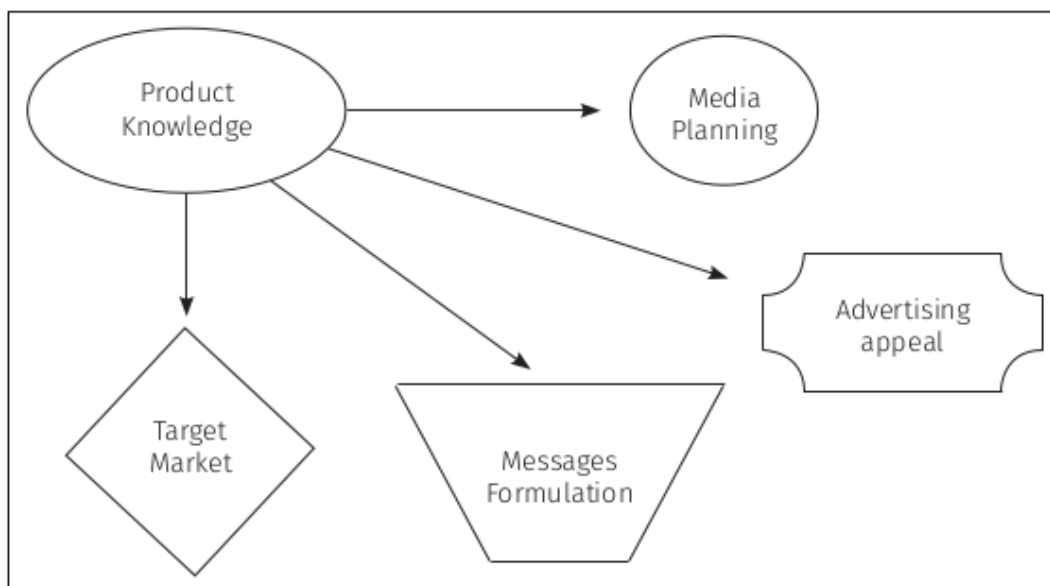 Product
Knowledge
Media
Planning
Advertising
appeal
Target
Market
Messages
Formulation